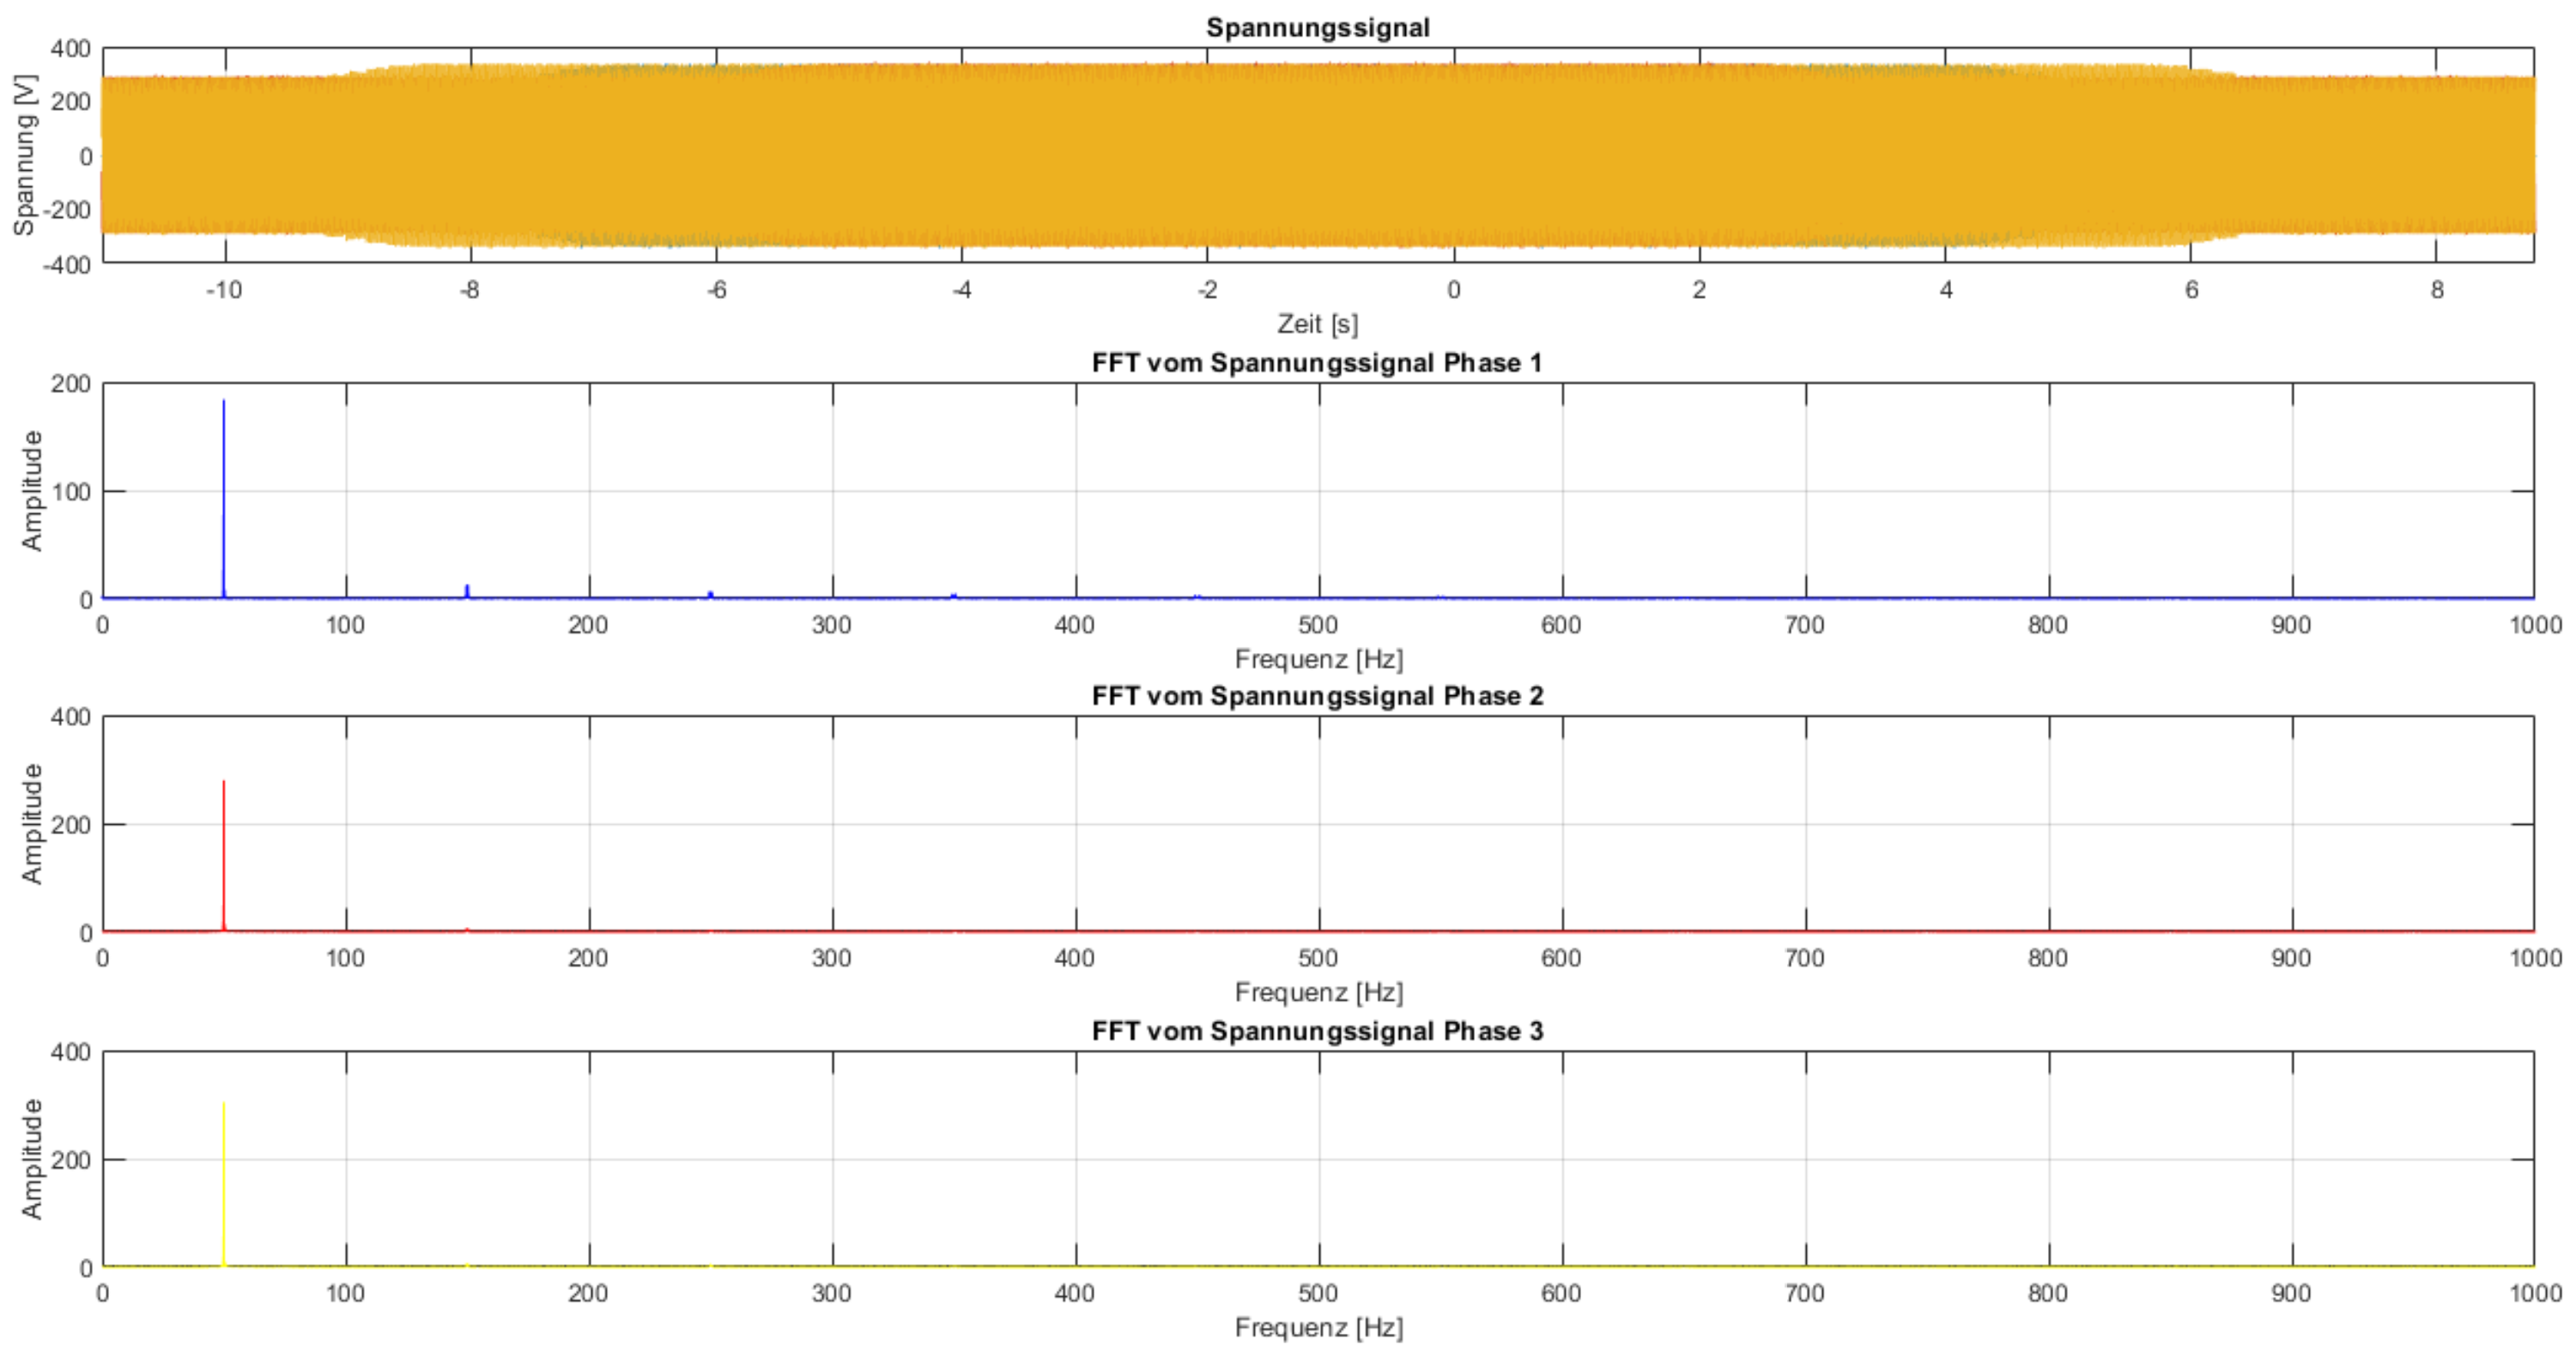 Spannungssignal
400
200
0
-200
-400
Spannung [V]
-10 -8 -6 -4 -2 0 2 4 6 8
Zeit [s]
FFT vom Spannungssignal Phase 1
200
100
0
Amplitude
0 100 200 300 400 500 600 700 800 900 1000
Frequenz [Hz]
FFT vom Spannungssignal Phase 2
400
200
0
Amplitude
0 100 200 300 400 500 600 700 800 900 1000
Frequenz [Hz]
FFT vom Spannungssignal Phase 3
400
200
0
Amplitude
0 100 200 300 400 500 600 700 800 900 1000
Frequenz [Hz]